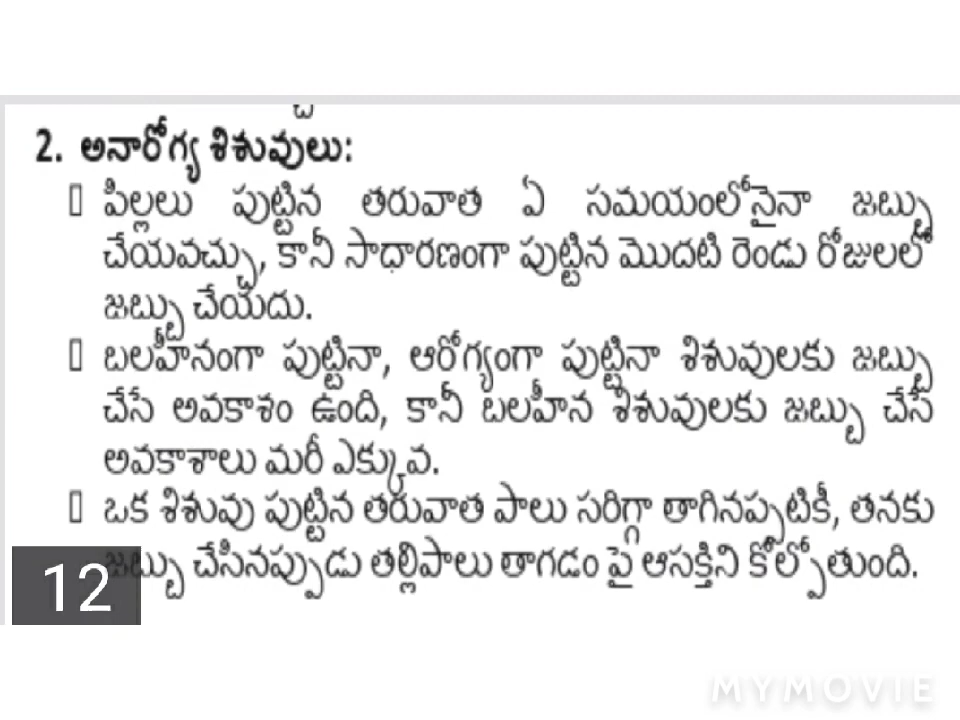 2. అనారోగ్య శిశువులు:
పిల్లలు పుట్టిన తరువాత ఏ సమయంలోనైనా జబ్బు
చేయవచ్చు, కానీ సాధారణంగా పుట్టిన మొదటి రెండు రోజులలో
జబ్బు చేయదు.
బలహీనంగా పుట్టినా, ఆరోగ్యంగా పుట్టినా శిశువులకు జబ్బు
చేసే అవకాశం ఉంది, కానీ బలహీన శిశువులకు జబ్బు చేసే
అవకాశాలు మరీ ఎక్కువ.
ఒక శిశువు పుట్టిన తరువాత పాలు సరిగ్గా తాగినప్పటికీ, తనకు
జబ్బు చేసినప్పుడు తల్లిపాలు తాగడం పై ఆసక్తిని కోల్పోతుంది.
12
MYMOVIE